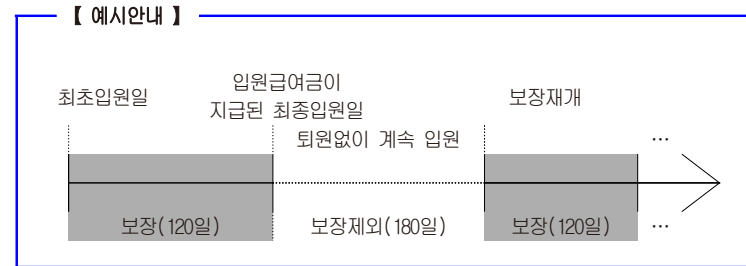 【 예시안내 】
최초입원일
입원급여금이
지급된 최종입원일
보장재개
퇴원없이 계속 입원
…
보장(120일)
보장제외(180일)
보장(120일)
…